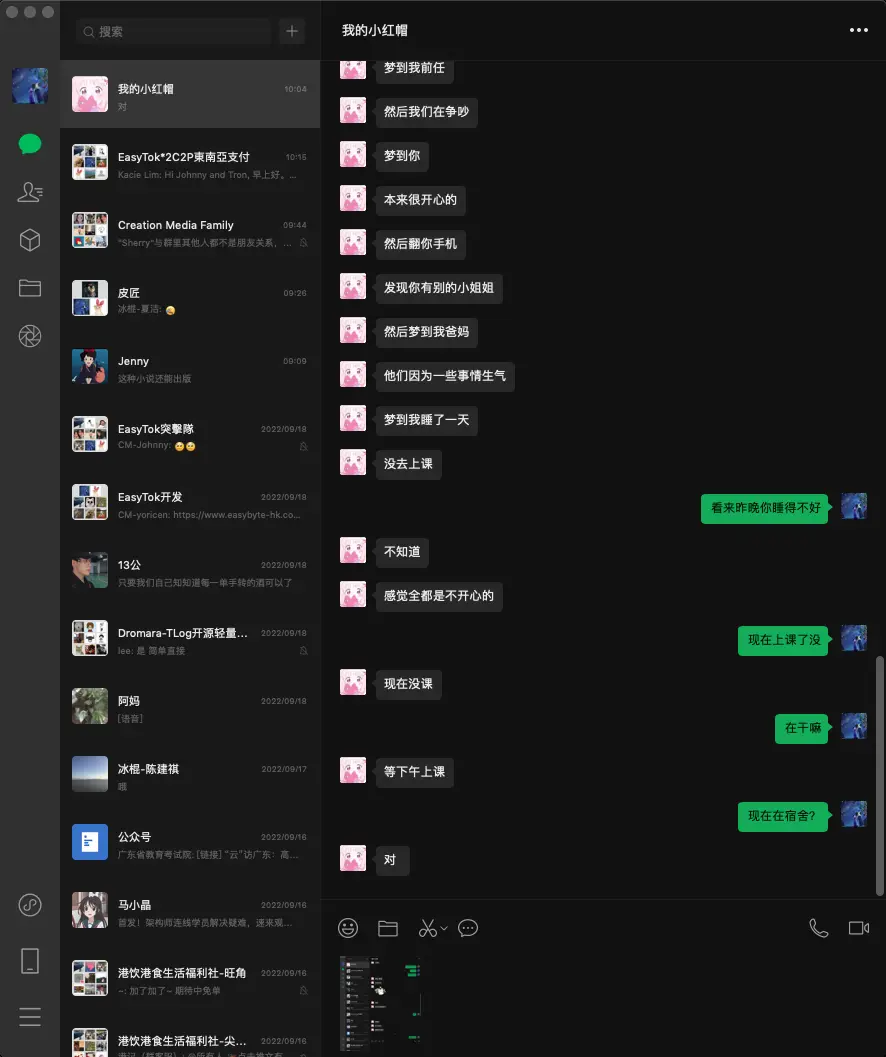 搜索
我的小红帽
10:04
对
EasyTok*2C2P東南亞支付
10:15
Kacie Lim: Hi Johnny and Tron, 早上好、...
Creation Media Family
09:44
"Sherry"与群里其他人都不是朋友关系，...
皮匠
09:26
冰棍-夏洁:
Jenny
09:09
这种小说还能出版
EasyTok突擊隊
2022/09/18
CM-Johnny:
EasyTok开发
2022/09/18
CM-yoricen: https://www.easybyte-hk.co...
13公
2022/09/18
只要我们自己知知道每一单手转的酒可以了
Dromara-TLog开源轻量...
2022/09/18
lee: 是 简单直接
阿妈
2022/09/18
[语音]
冰棍-陈建祺
2022/09/17
哦
公众号
2022/09/16
广东省教育考试院: [链接] “云”访广东：高...
马小晶
2022/09/16
首发！架构师连线学员解决疑难，速来观...
港饮港食生活福利社-旺角
2022/09/16
~: 加了加了~ 期待中免单
港饮港食生活福利社-尖...
2022/09/16
我的小红帽
梦到我前任
然后我们在争吵
梦到你
本来很开心的
然后翻你手机
发现你有别的小姐姐
然后梦到我爸妈
他们因为一些事情生气
梦到我睡了一天
没去上课
看来昨晚你睡得不好
不知道
感觉全都是不开心的
现在上课了没
现在没课
在干嘛
等下午上课
现在在宿舍？
对